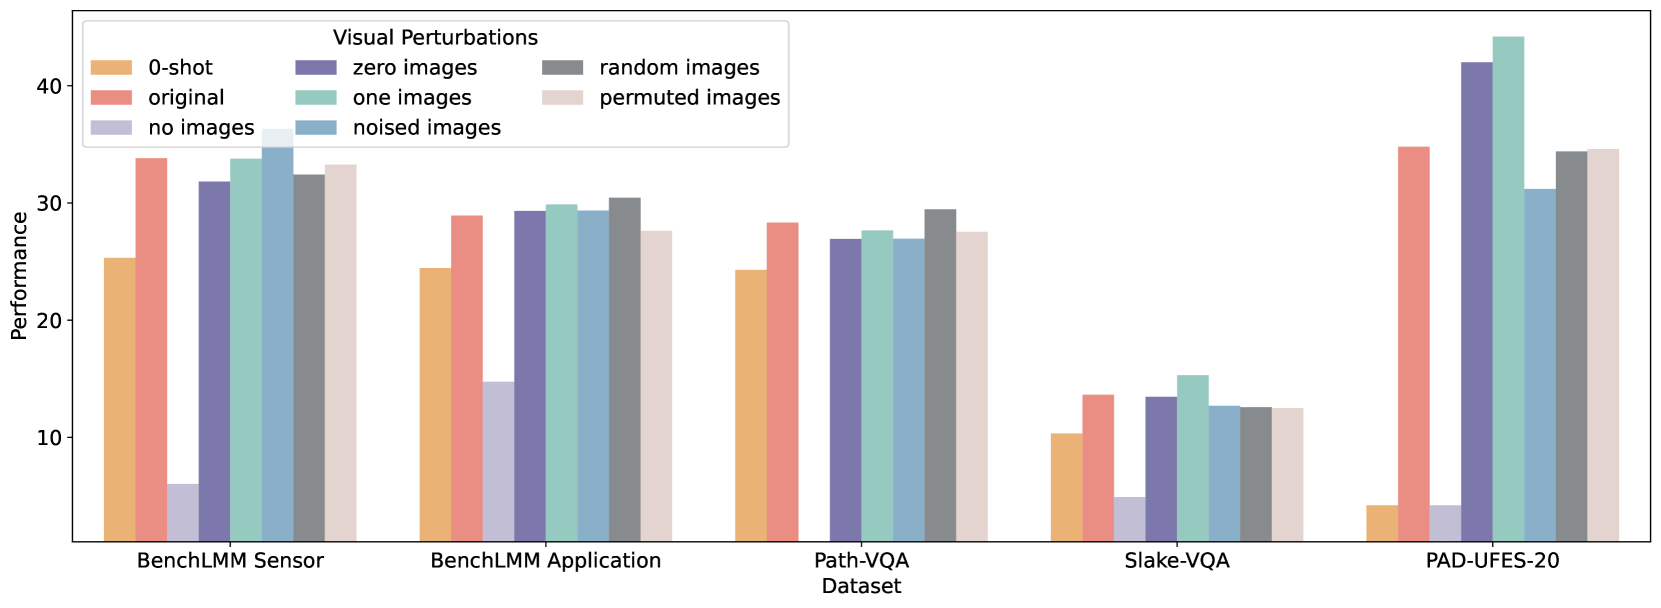 Visual Perturbations
0-shot
original
no images
zero images
one images
noised images
random images
permuted images
Performance
40
30
20
10
BenchLMM Sensor
BenchLMM Application
Path-VQA
Slake-VQA
PAD-UFES-20
Dataset